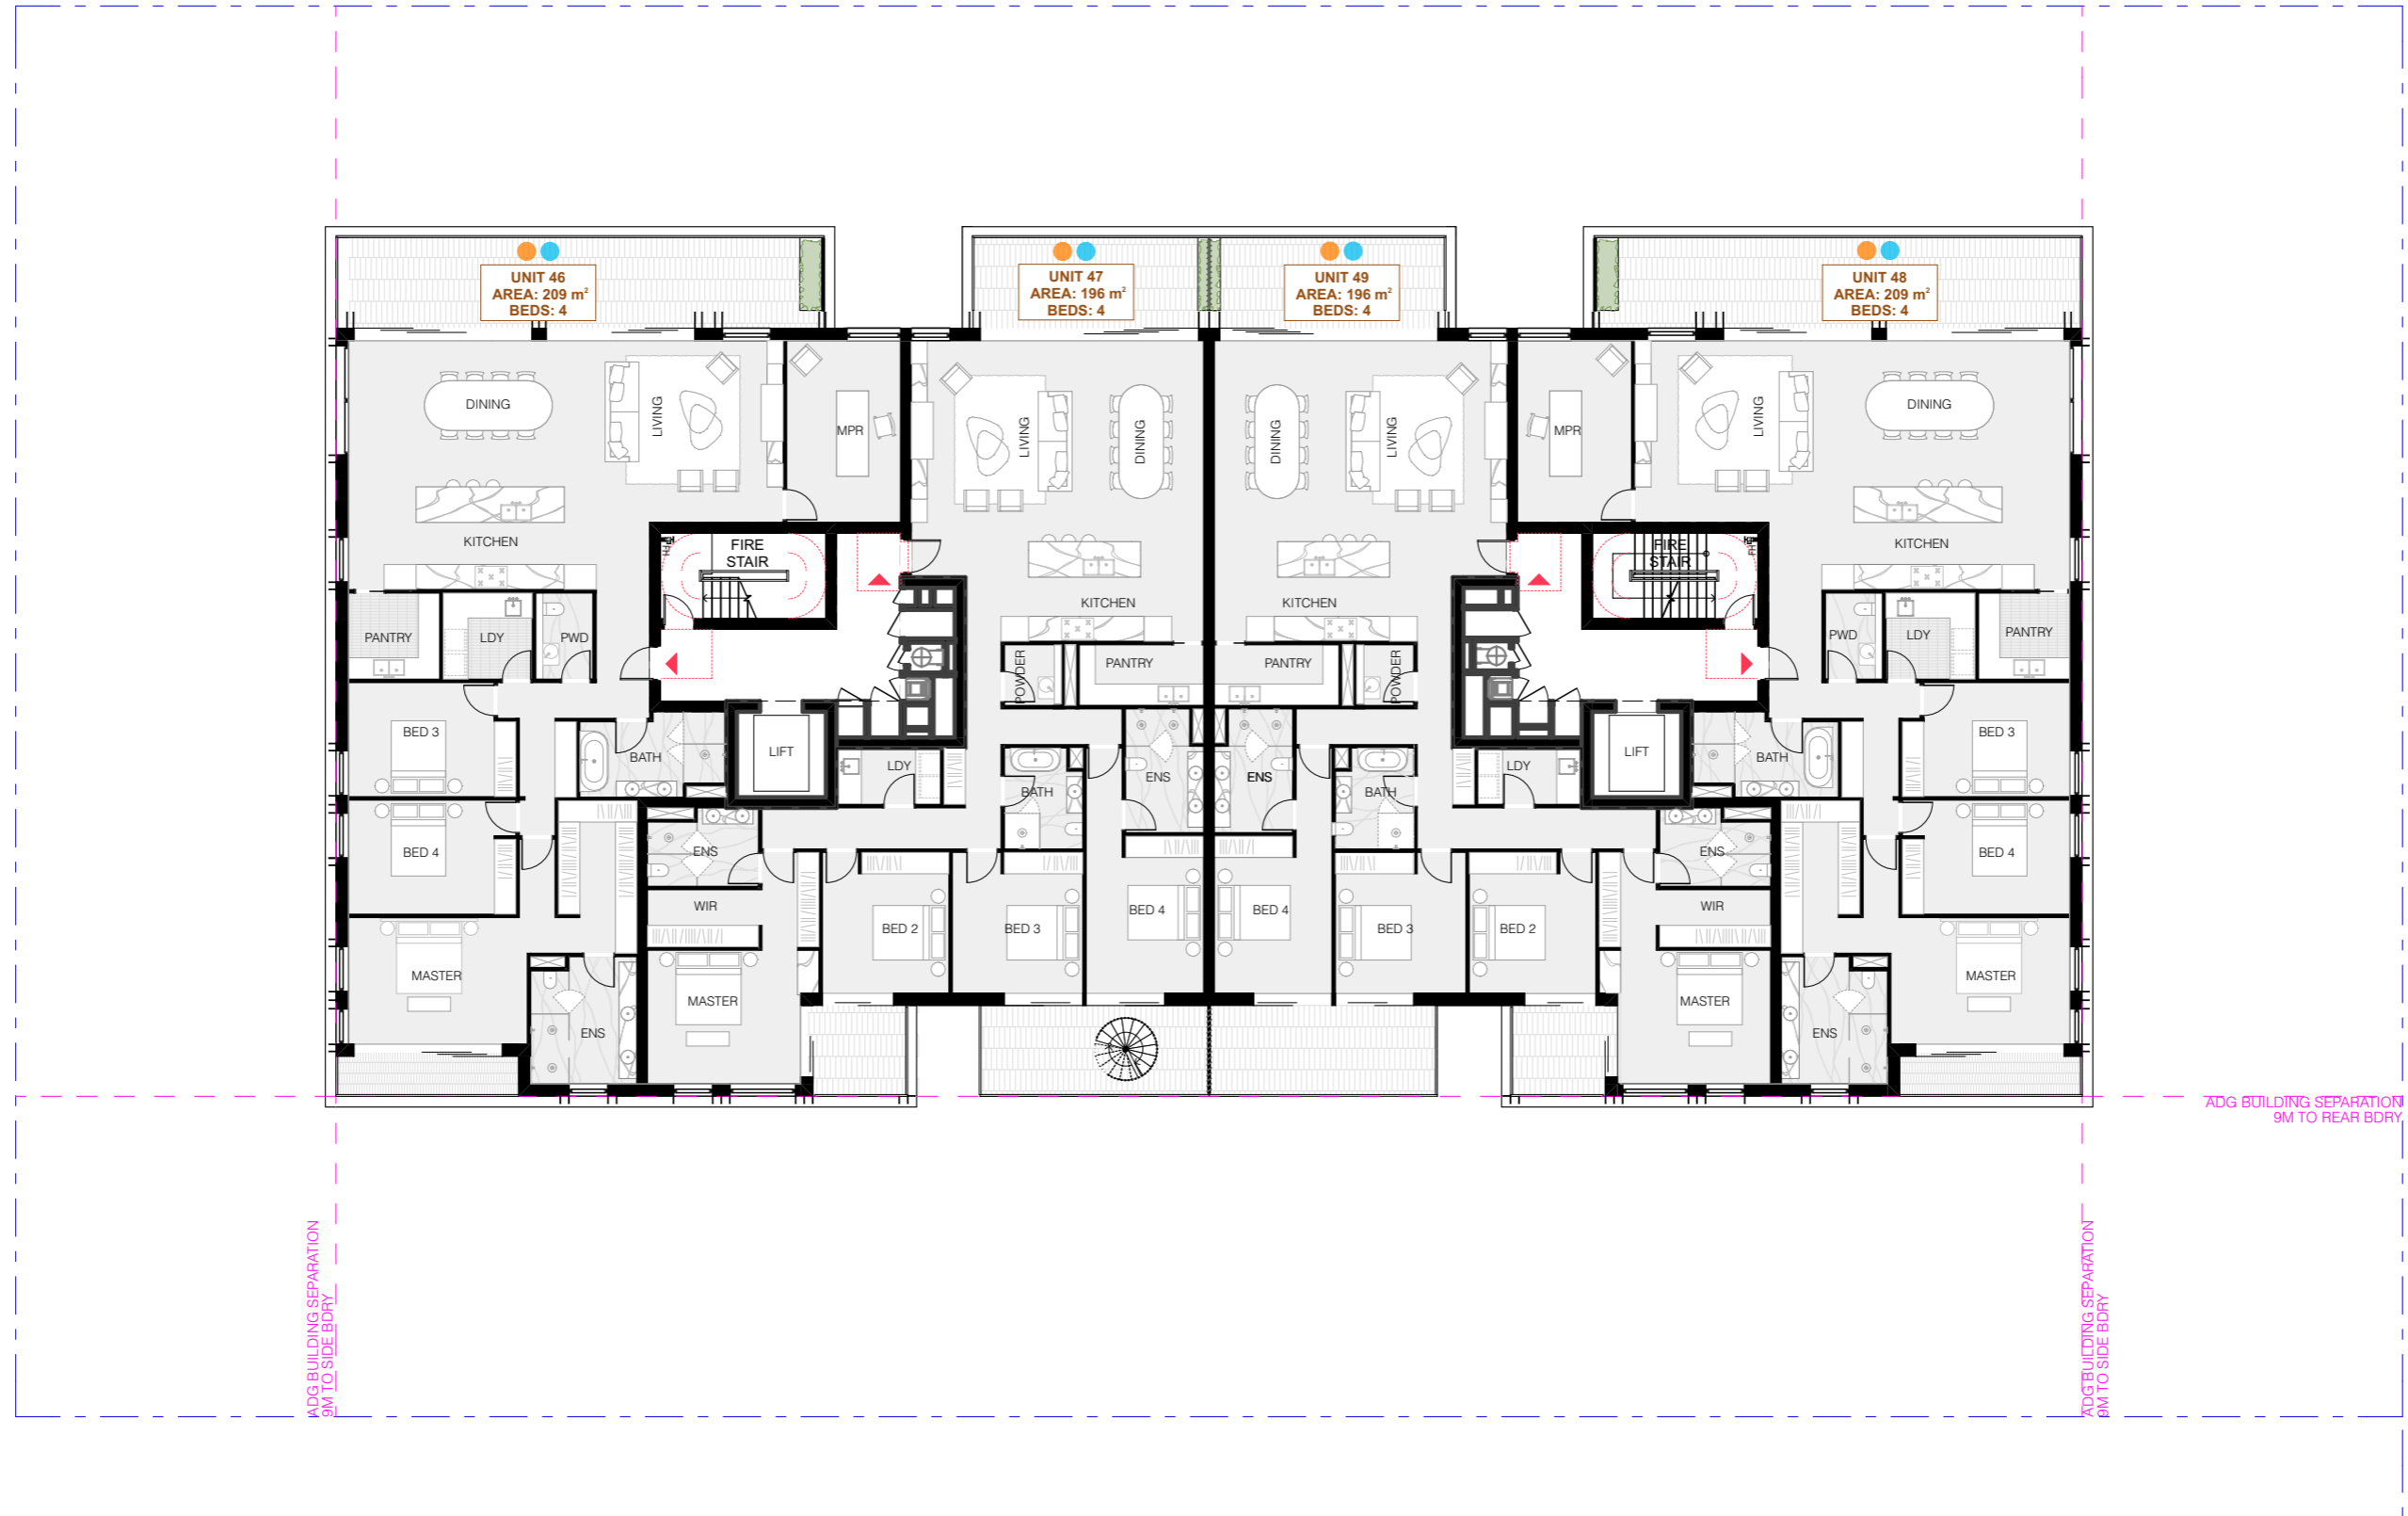 UNIT 46
AREA: 209 m²
BEDS: 4
UNIT 47
AREA: 196 m²
BEDS: 4
UNIT 49
AREA: 196 m²
BEDS: 4
UNIT 48
AREA: 209 m²
BEDS: 4
DINING
LIVING
MPR
LIVING
DINING
DINING
LIVING
MPR
LIVING
DINING
KITCHEN
FIRE
STAIR
FH
KITCHEN
KITCHEN
FIRE
STAIR
FH
KITCHEN
PANTRY
LDY
PWD
POWDER
PANTRY
PANTRY
POWDER
PWD
LDY
PANTRY
BED 3
BATH
LIFT
LDY
BATH
ENS
ENS
BATH
LDY
LIFT
BATH
BED 3
BED 4
ENS
WIR
BED 2
BED 3
BED 4
BED 4
BED 3
BED 2
ENS
WIR
BED 4
MASTER
ENS
MASTER
MASTER
ENS
MASTER
ADG BUILDING SEPARATION
9M TO REAR BDRY
ADG BUILDING SEPARATION
9M TO SIDE BDRY
ADG BUILDING SEPARATION
9M TO SIDE BDRY